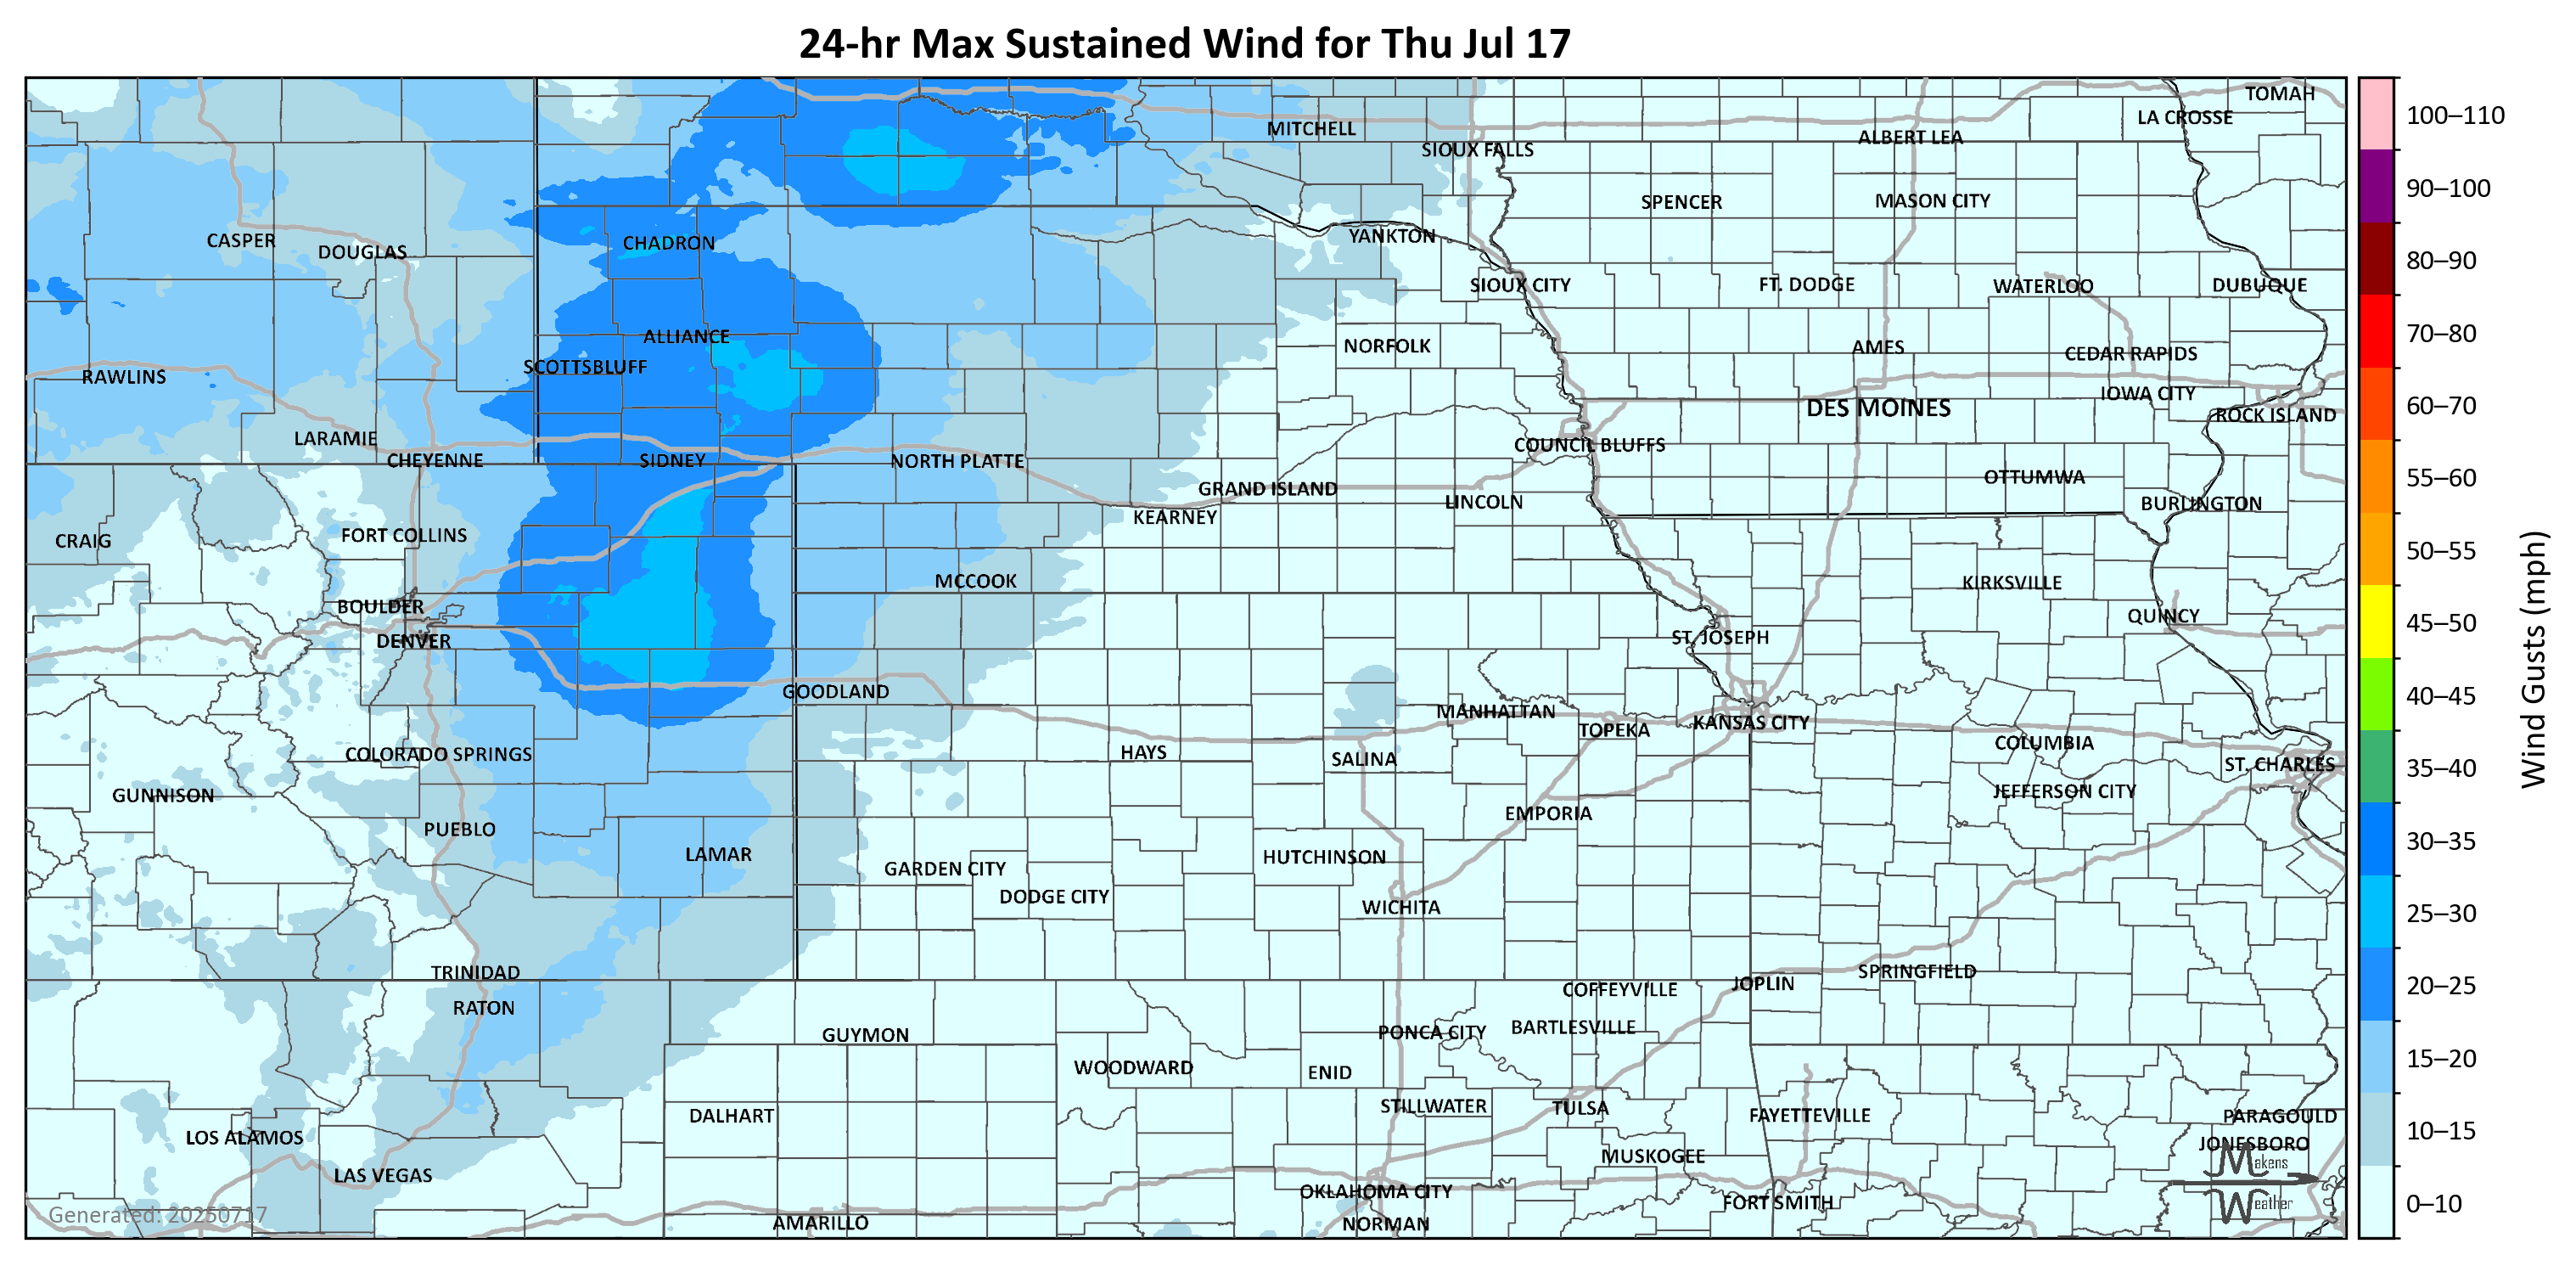 24-hr Max Sustained Wind for Thu Jul 17
TOMAH
LA CROSSE
MITCHELL
ALBERT LEA
SIOUX FALLS
SPENCER
MASON CITY
CASPER
DOUGLAS
CHADRON
YANKTON
SIOUX CITY
FT. DODGE
WATERLOO
DUBUQUE
ALLIANCE
NORFOLK
AMES
CEDAR RAPIDS
SCOTTSBLUFF
RAWLINS
IOWA CITY
DES MOINES
ROCK ISLAND
LARAMIE
COUNCIL BLUFFS
CHEYENNE
SIDNEY
NORTH PLATTE
OTTUMWA
GRAND ISLAND
LINCOLN
BURLINGTON
KEARNEY
CRAIG
FORT COLLINS
MCCOOK
KIRKSVILLE
BOULDER
QUINCY
DENVER
ST. JOSEPH
GOODLAND
MANHATTAN
TOPEKA
KANSAS CITY
COLUMBIA
COLORADO SPRINGS
HAYS
SALINA
ST. CHARLES
GUNNISON
JEFFERSON CITY
EMPORIA
PUEBLO
LAMAR
HUTCHINSON
GARDEN CITY
DODGE CITY
WICHITA
TRINIDAD
SPRINGFIELD
JOPLIN
COFFEYVILLE
RATON
GUYMON
PONCA CITY
BARTLESVILLE
WOODWARD
ENID
STILLWATER
TULSA
DALHART
FAYETTEVILLE
PARAGOULD
LOS ALAMOS
JONESBORO
MUSKOGEE
LAS VEGAS
OKLAHOMA CITY
FORT SMITH
AMARILLO
NORMAN
Makens
Weather
Generated: 20250717
100–110
90–100
80–90
70–80
60–70
55–60
50–55
45–50
40–45
35–40
30–35
25–30
20–25
15–20
10–15
0–10
Wind Gusts (mph)